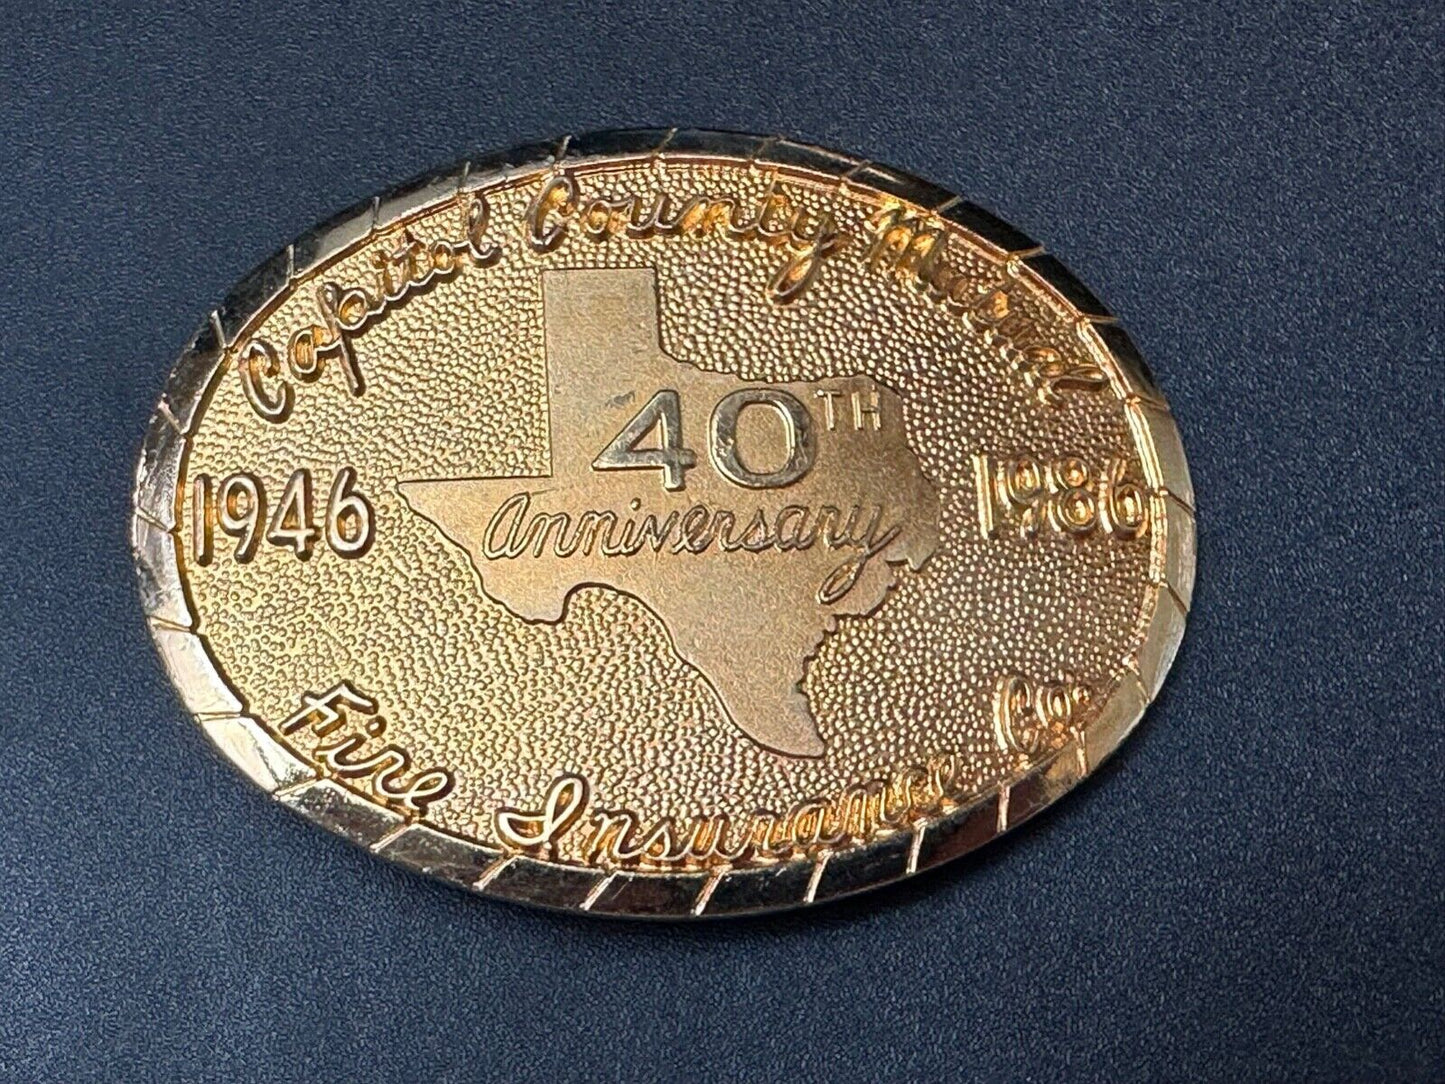 Capitol County Mutual
1946
40TH
Anniversary
1986
Fire Insurance Co.